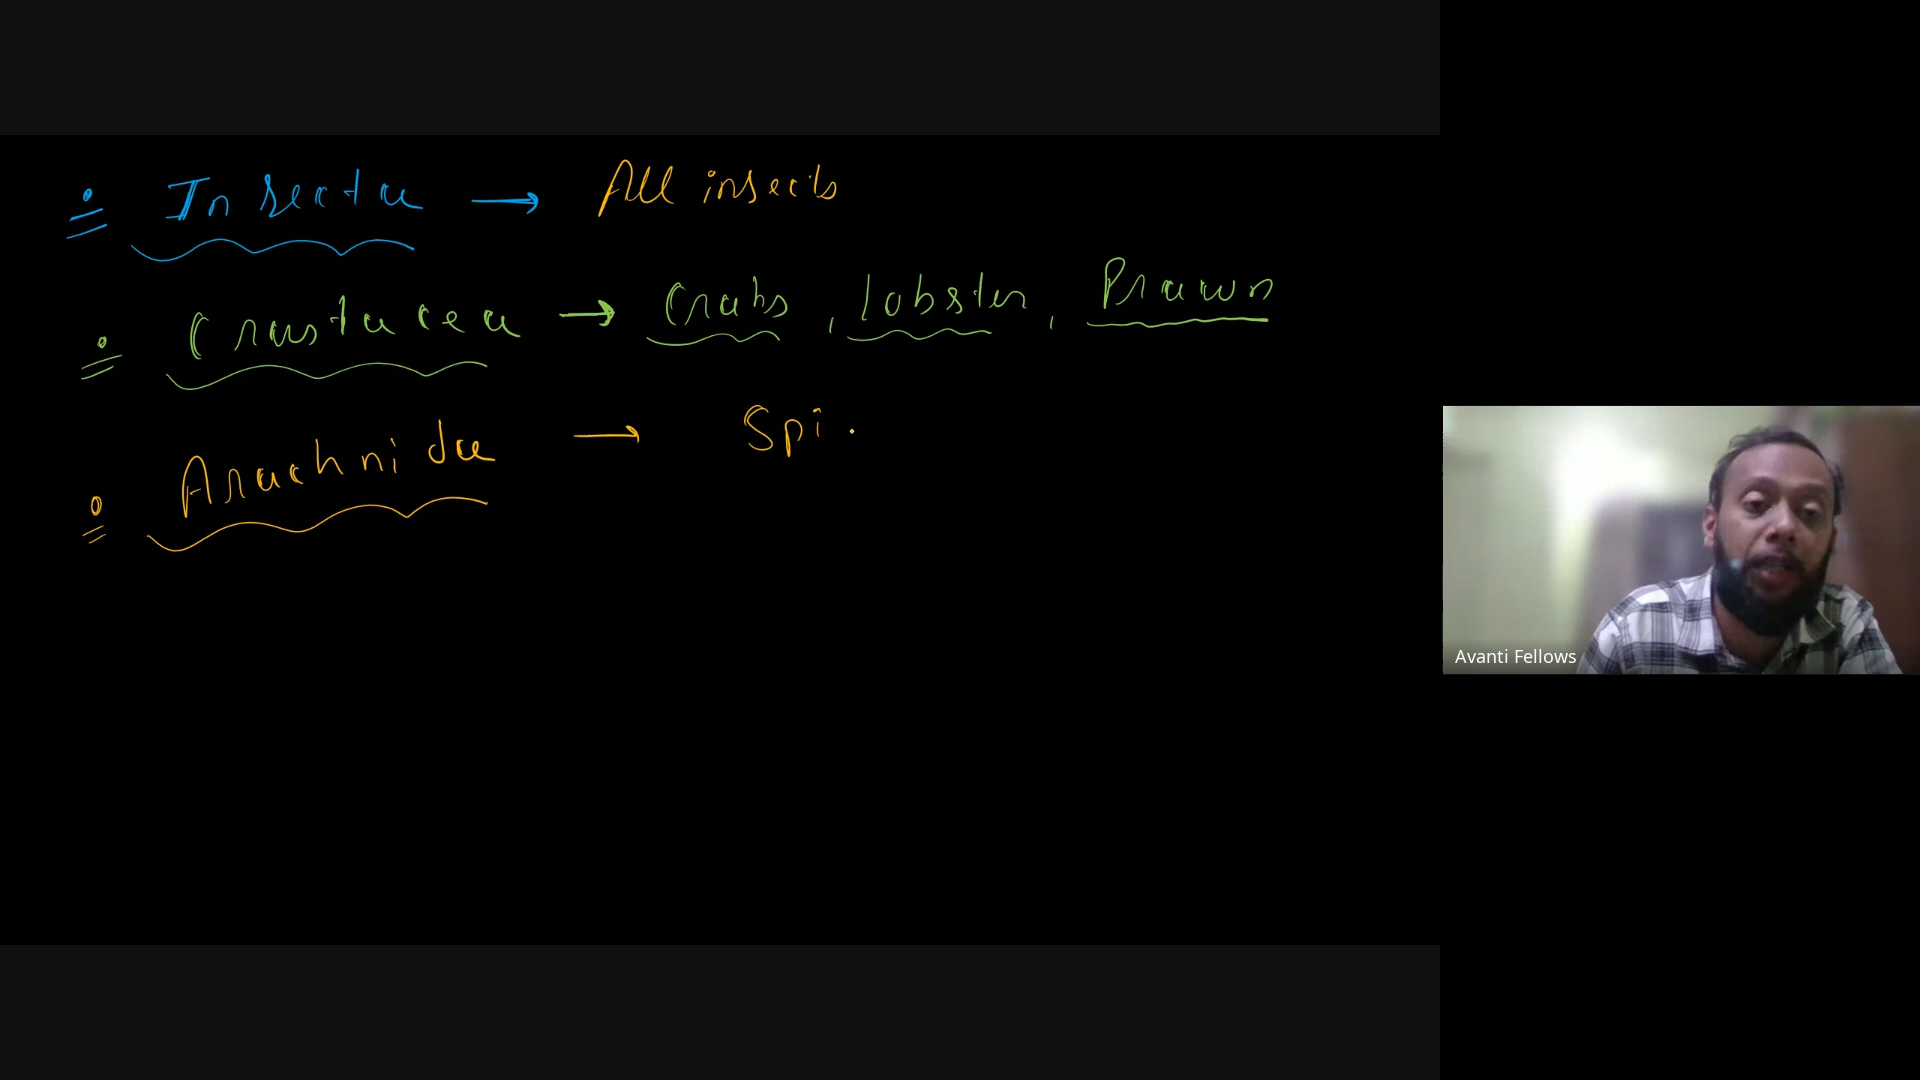 Insecta → All insects
Crustacea → Crabs, lobster, Prawn
Arachnida → Spi.
Avanti Fellows